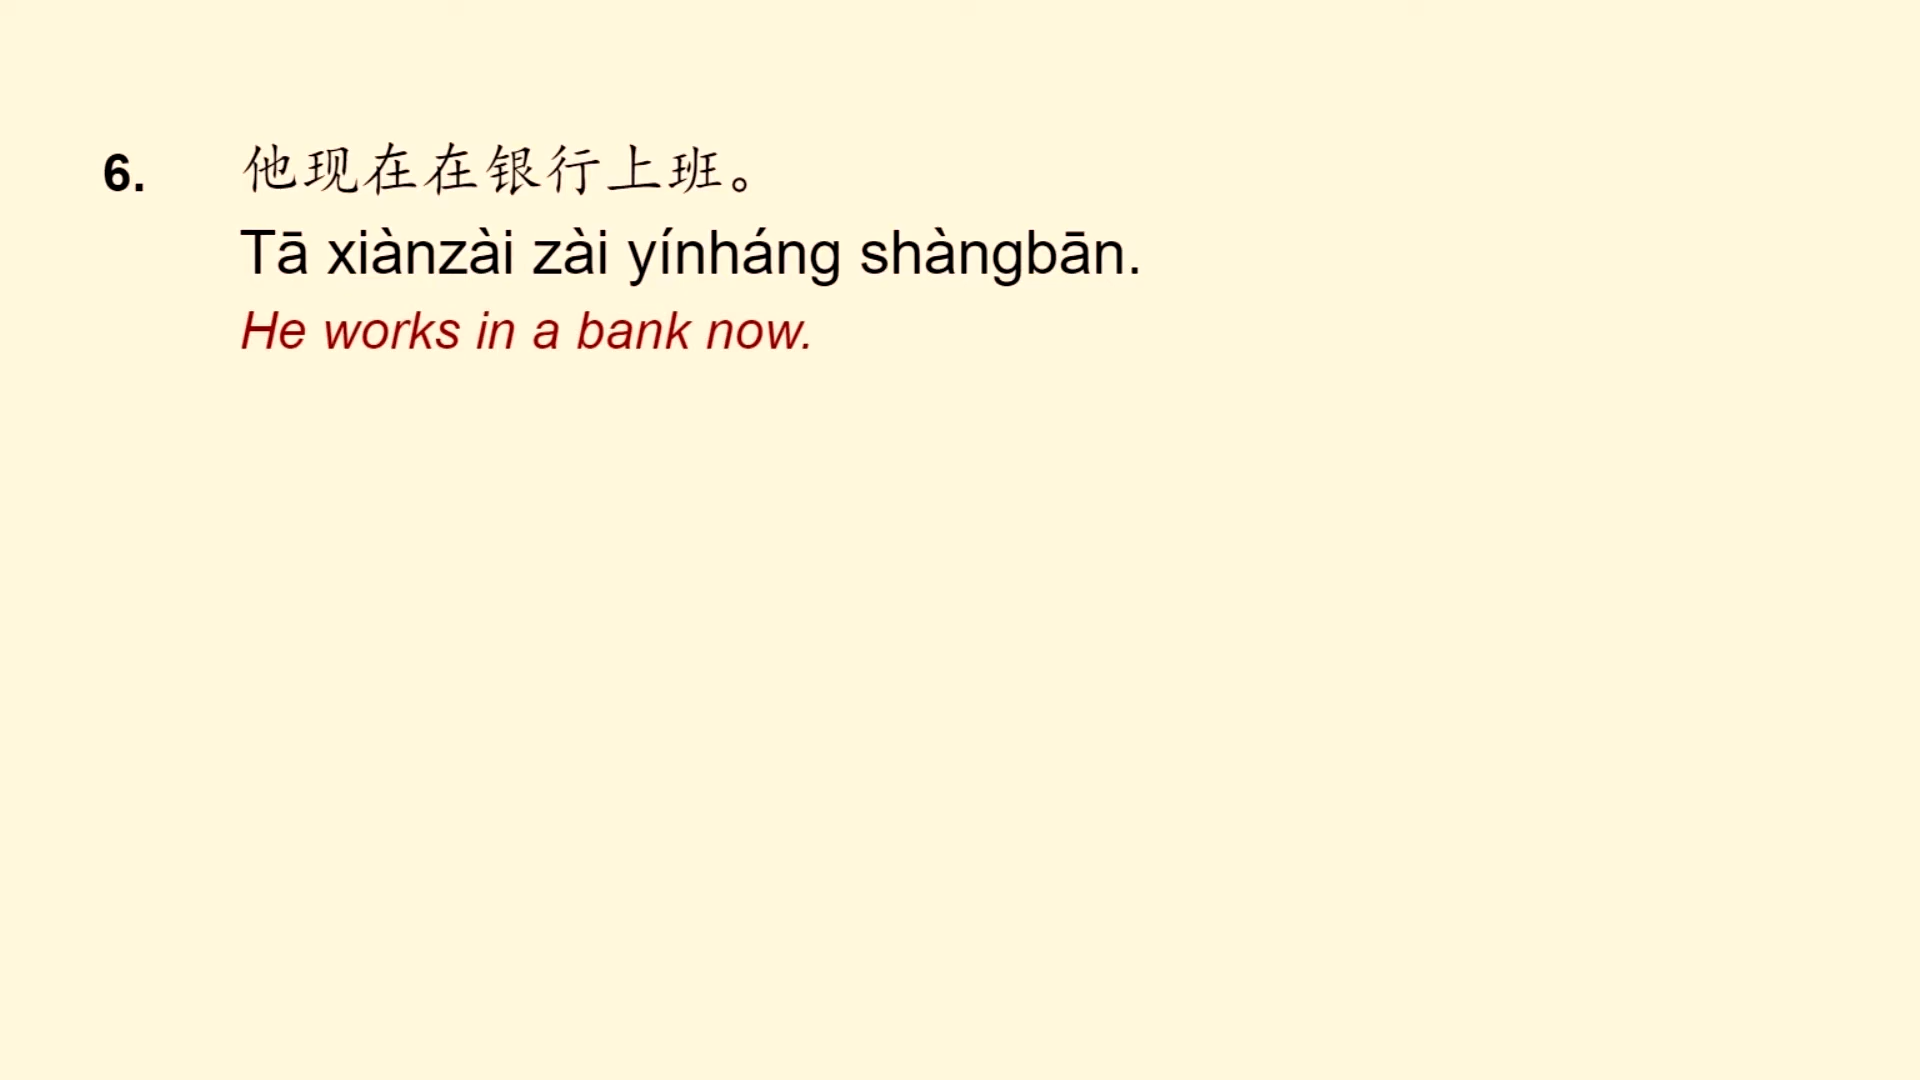 6. 他现在在银行上班。
Tā xiànzài zài yínháng shàngbān.
He works in a bank now.